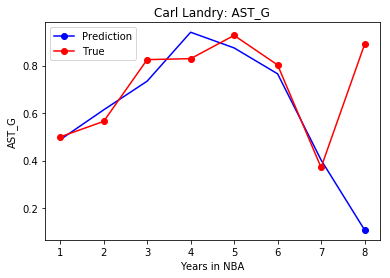 Carl Landry: AST_G
Prediction
True
0.8
0.6
0.4
0.2
AST_G
1 2 3 4 5 6 7 8
Years in NBA